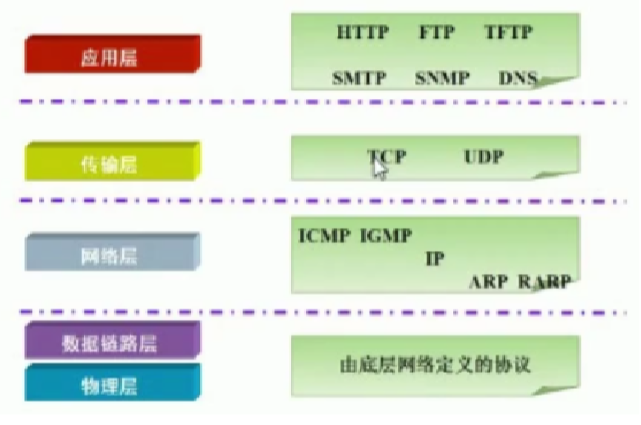 应用层
HTTP FTP TFTP
SMTP SNMP DNS
传输层
TCP UDP
网络层
ICMP IGMP
IP
ARP RARP
数据链路层
物理层
由底层网络定义的协议